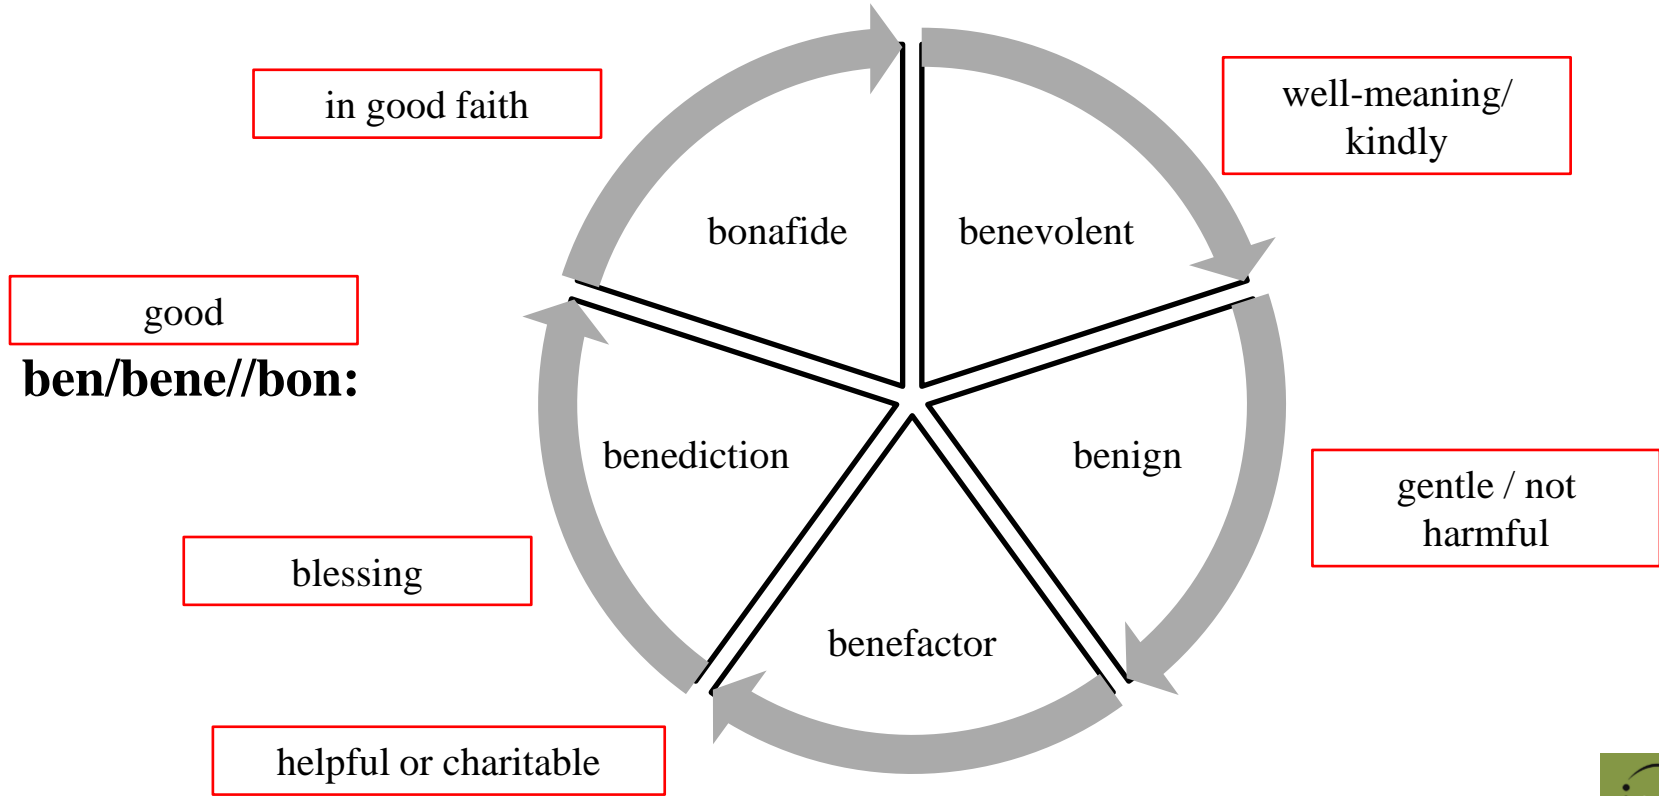 in good faith
well-meaning/
kindly
bonafide
benevolent
good
ben/bene//bon:
benediction
benign
gentle / not
harmful
blessing
benefactor
helpful or charitable